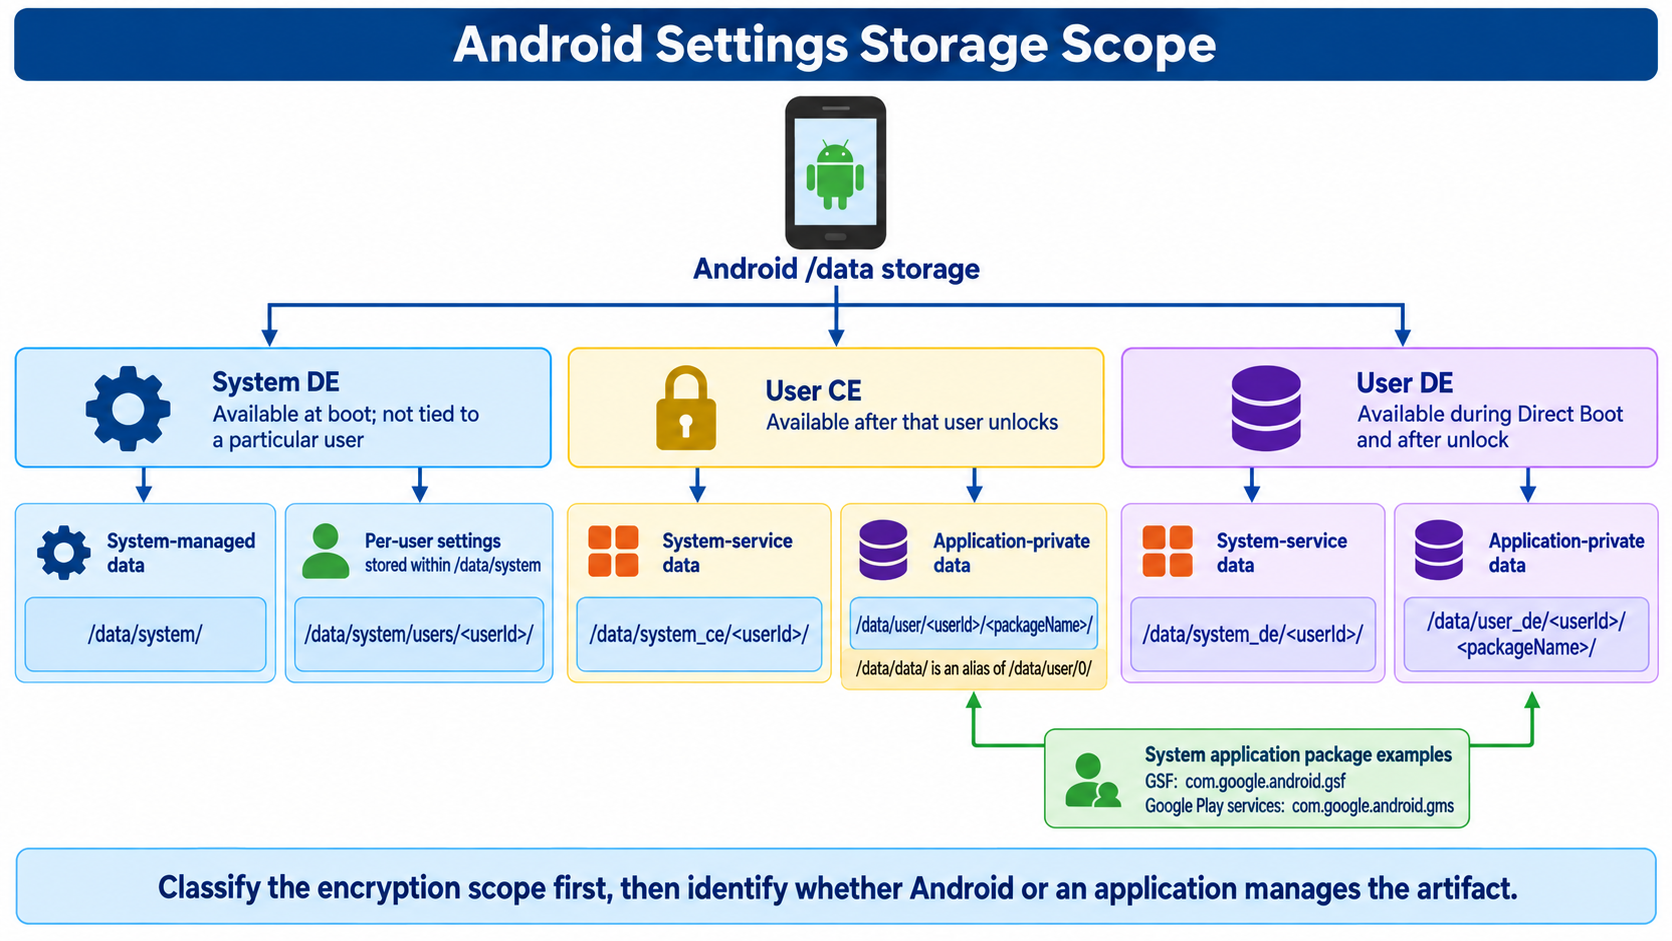 Android Settings Storage Scope
Android /data storage
System DE
Available at boot; not tied to
a particular user
User CE
Available after that user unlocks
User DE
Available during Direct Boot
and after unlock
System-managed
data
/data/system/
Per-user settings
stored within /data/system
/data/system/users/<userId>/
System-service
data
/data/system_ce/<userId>/
Application-private
data
/data/user/<userId>/<packageName>/
/data/data/ is an alias of /data/user/0/
System-service
data
/data/system_de/<userId>/
Application-private
data
/data/user_de/<userId>/
<packageName>/
System application package examples
GSF: com.google.android.gsf
Google Play services: com.google.android.gms
Classify the encryption scope first, then identify whether Android or an application manages the artifact.